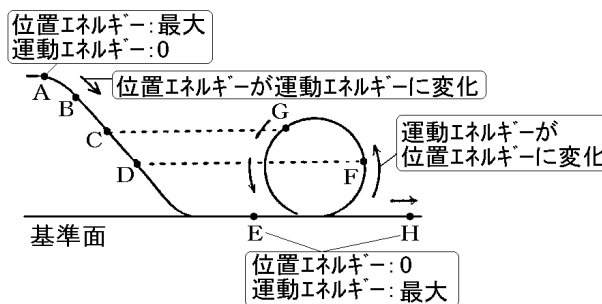 位置エネルギー：最大
運動エネルギー：0
位置エネルギーが運動エネルギーに変化
A
B
C
D
G
F
運動エネルギーが
位置エネルギーに変化
基準面
E
H
位置エネルギー：0
運動エネルギー：最大